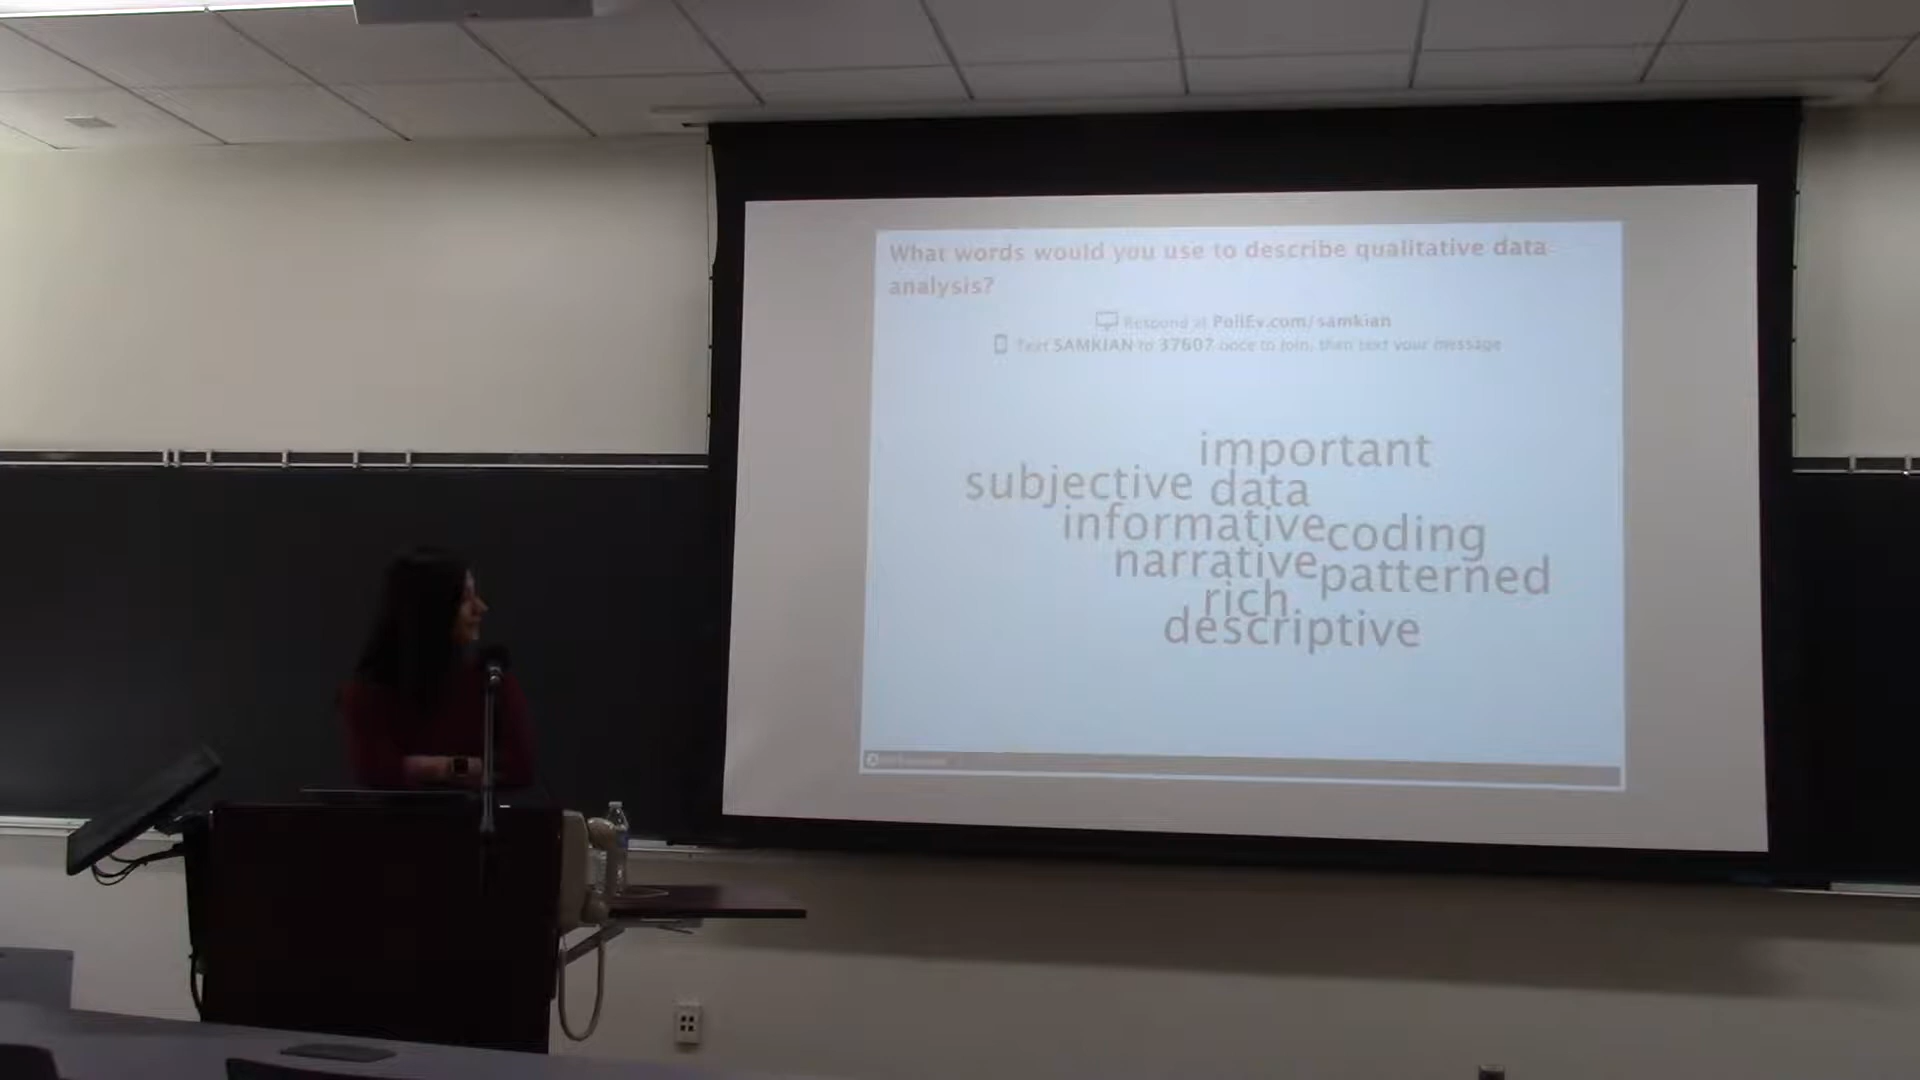 What words would you use to describe qualitative data
analysis?
Respond at PollEv.com/samkian
Text SAMKIAN to 37607 once to join, then text your message
important
subjective data
informative coding
narrative patterned
rich
descriptive